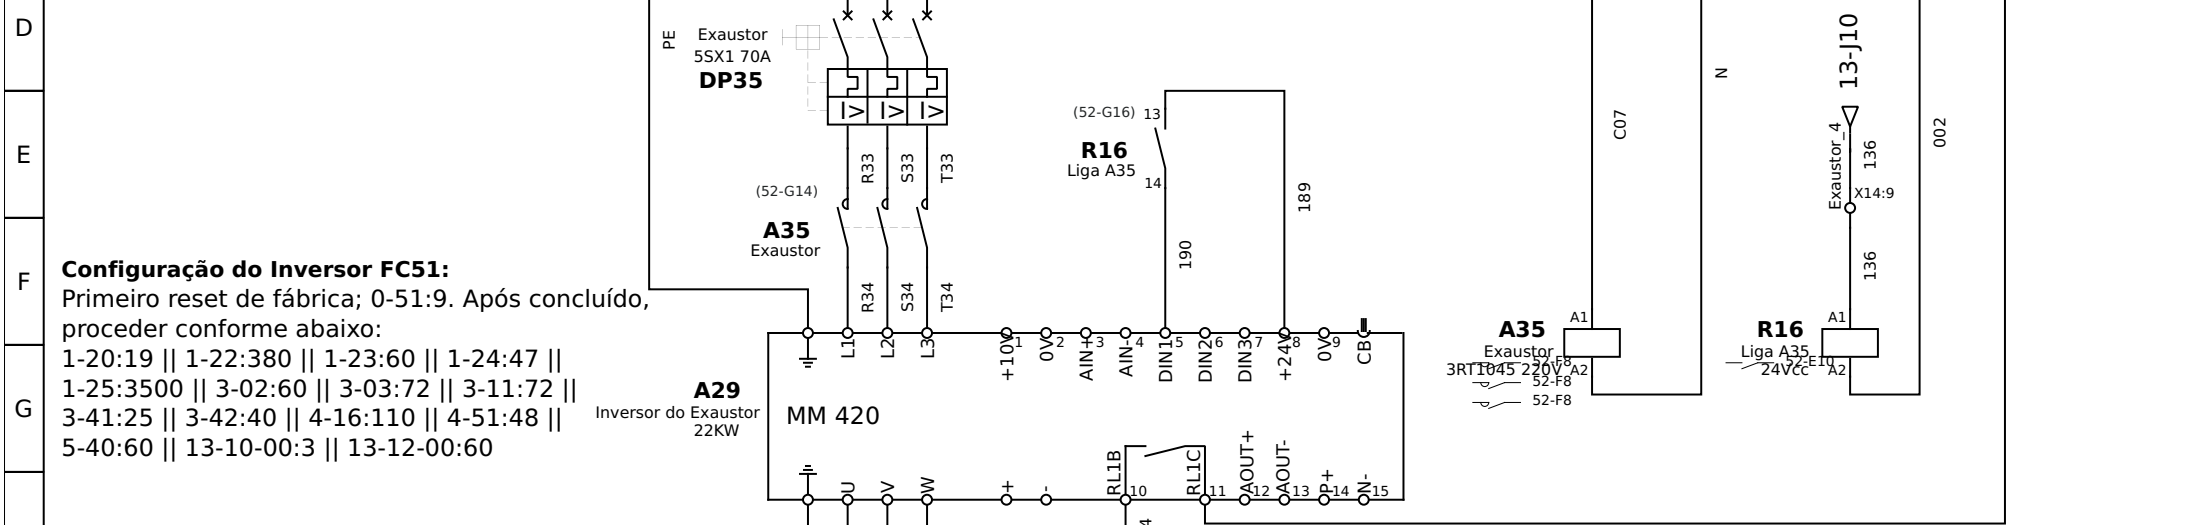 D
E
F
G
PE
Exaustor
5SX1 70A
DP35
R33
S33
T33
(52-G14)
A35
Exaustor
R34
S34
T34
(52-G16)
13
R16
Liga A35
14
190
189
C07
N
13-J10
Exaustor_4
136
X14:9
136
002
Configuração do Inversor FC51:
Primeiro reset de fábrica; 0-51:9. Após concluído,
proceder conforme abaixo:
1-20:19 || 1-22:380 || 1-23:60 || 1-24:47 ||
1-25:3500 || 3-02:60 || 3-03:72 || 3-11:72 ||
3-41:25 || 3-42:40 || 4-16:110 || 4-51:48 ||
5-40:60 || 13-10-00:3 || 13-12-00:60
A29
Inversor do Exaustor
22KW
MM 420
L1
L2
L3
+10V
1
0V
2
AIN+
3
AIN-
4
DIN1
5
DIN2
6
DIN3
7
+24V
8
0V
9
CB
U
V
W
+
-
RL1B
10
RL1C
11
AOUT+
12
AOUT-
13
P+
14
N-
15
A1
A35
Exaustor
3RT1045 220V
A2
52-F8
52-F8
52-F8
A1
R16
Liga A35
24Vcc
A2
52-E10
4